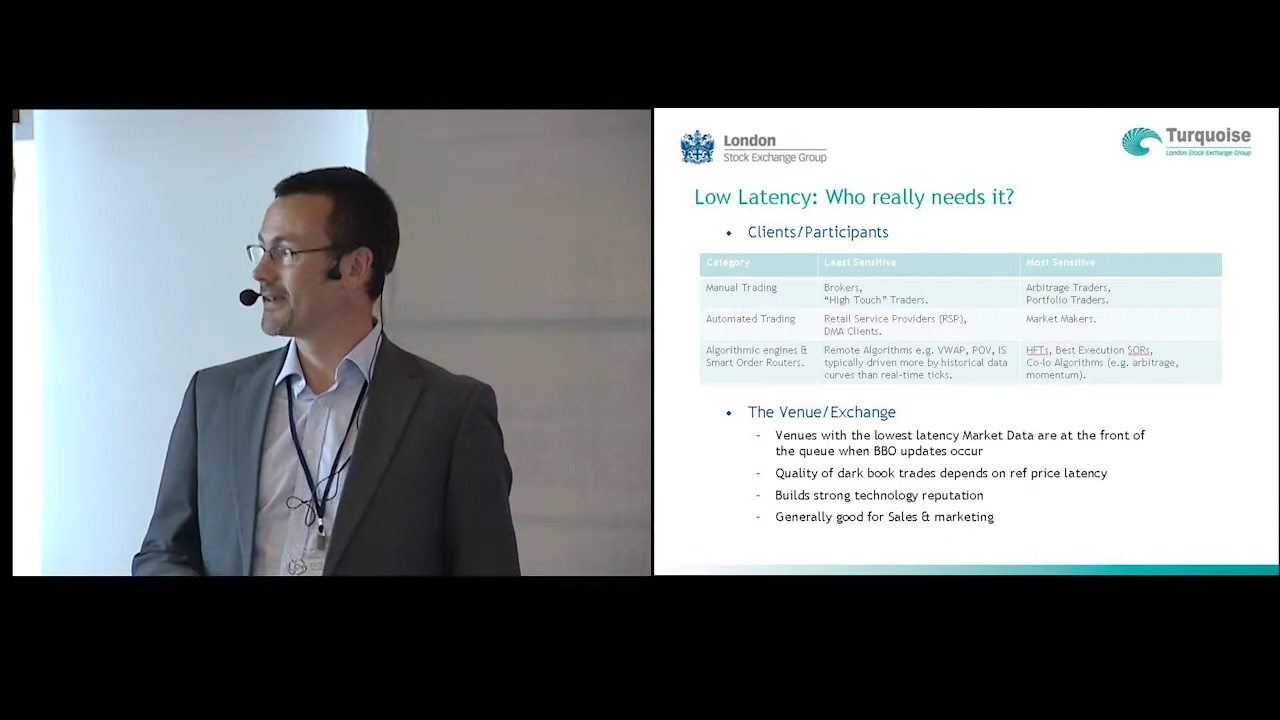 London
Stock Exchange Group
Turquoise
London Stock Exchange Group
Low Latency: Who really needs it?
• Clients/Participants
Category Least Sensitive Most Sensitive
Manual Trading
Brokers,
“High Touch” Traders.
Arbitrage Traders,
Portfolio Traders.
Automated Trading
Retail Service Providers (RSP),
DMA Clients.
Market Makers.
Algorithmic engines &
Smart Order Routers.
Remote Algorithms e.g. VWAP, POV, IS
typically driven more by historical data
curves than real-time ticks.
HFTs, Best Execution SORs,
Co-lo Algorithms (e.g. arbitrage,
momentum).
• The Venue/Exchange
- Venues with the lowest latency Market Data are at the front of
the queue when BBO updates occur
- Quality of dark book trades depends on ref price latency
- Builds strong technology reputation
- Generally good for Sales & marketing